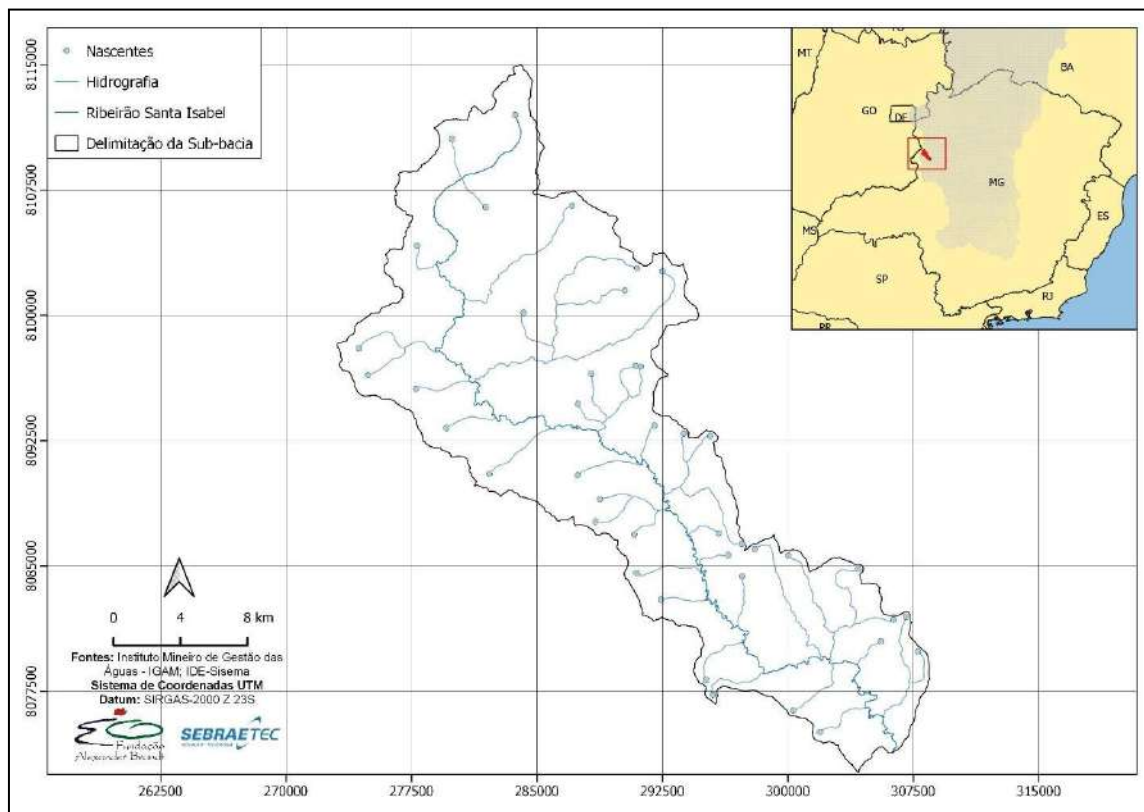 Nascentes
Hidrografia
Ribeirão Santa Isabel
Delimitação da Sub-bacia
MT
BA
GO
DF
MG
ES
MS
SP
RJ
8115000
8107500
8100000
8092500
8085000
8077500
0 4 8 km
Fontes: Instituto Mineiro de Gestão das
Águas - IGAM; IDE-Sisema
Sistema de Coordenadas UTM
Datum: SIRGAS-2000 Z 23S
Fundação
SEBRAETEC
262500 270000 277500 285000 292500 300000 307500 315000